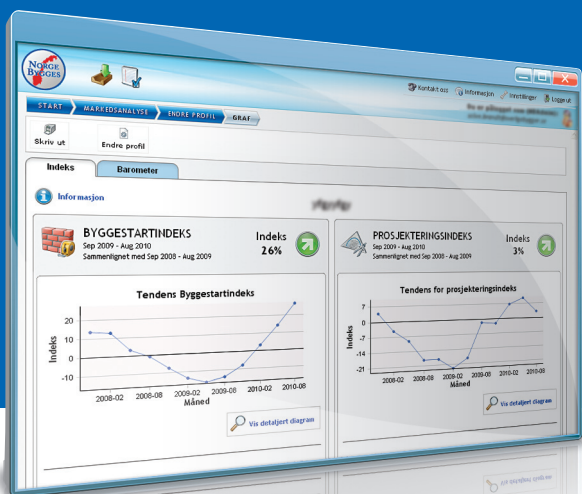 NORGE
BYGGES
Kontakt oss
Informasjon
Innstillinger
Logge ut
START
MARKEDSANALYSE
ENDRE PROFIL
GRAF
Skriv ut
Endre profil
Indeks
Barometer
Informasjon
BYGGESTARTINDEKS
Sep 2009 - Aug 2010
Sammenlignet med Sep 2008 - Aug 2009
Indeks
26%
Tendens Byggestartindeks
Indeks
20
10
0
-10
2008-02 2008-08 2009-02 2009-08 2010-02 2010-08
Måned
Vis detaljert diagram
PROSJEKTERINGSINDEKS
Sep 2009 - Aug 2010
Sammenlignet med Sep 2008 - Aug 2009
Indeks
3%
Tendens for prosjekteringsindeks
Indeks
7
0
-7
-14
-21
2008-02 2008-08 2009-02 2009-08 2010-02 2010-08
Måned
Vis detaljert diagram